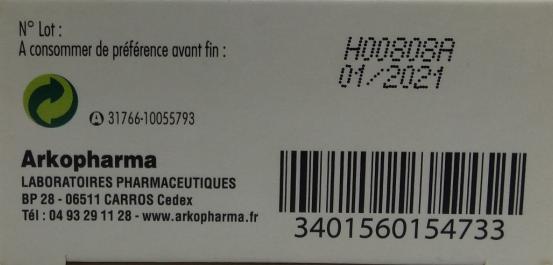 N° Lot :
A consommer de préférence avant fin :
H00808A
01/2021
A 31766-10055793
Arkopharma
LABORATOIRES PHARMACEUTIQUES
BP 28 - 06511 CARROS Cedex
Tél : 04 93 29 11 28 - www.arkopharma.fr
3401560154733